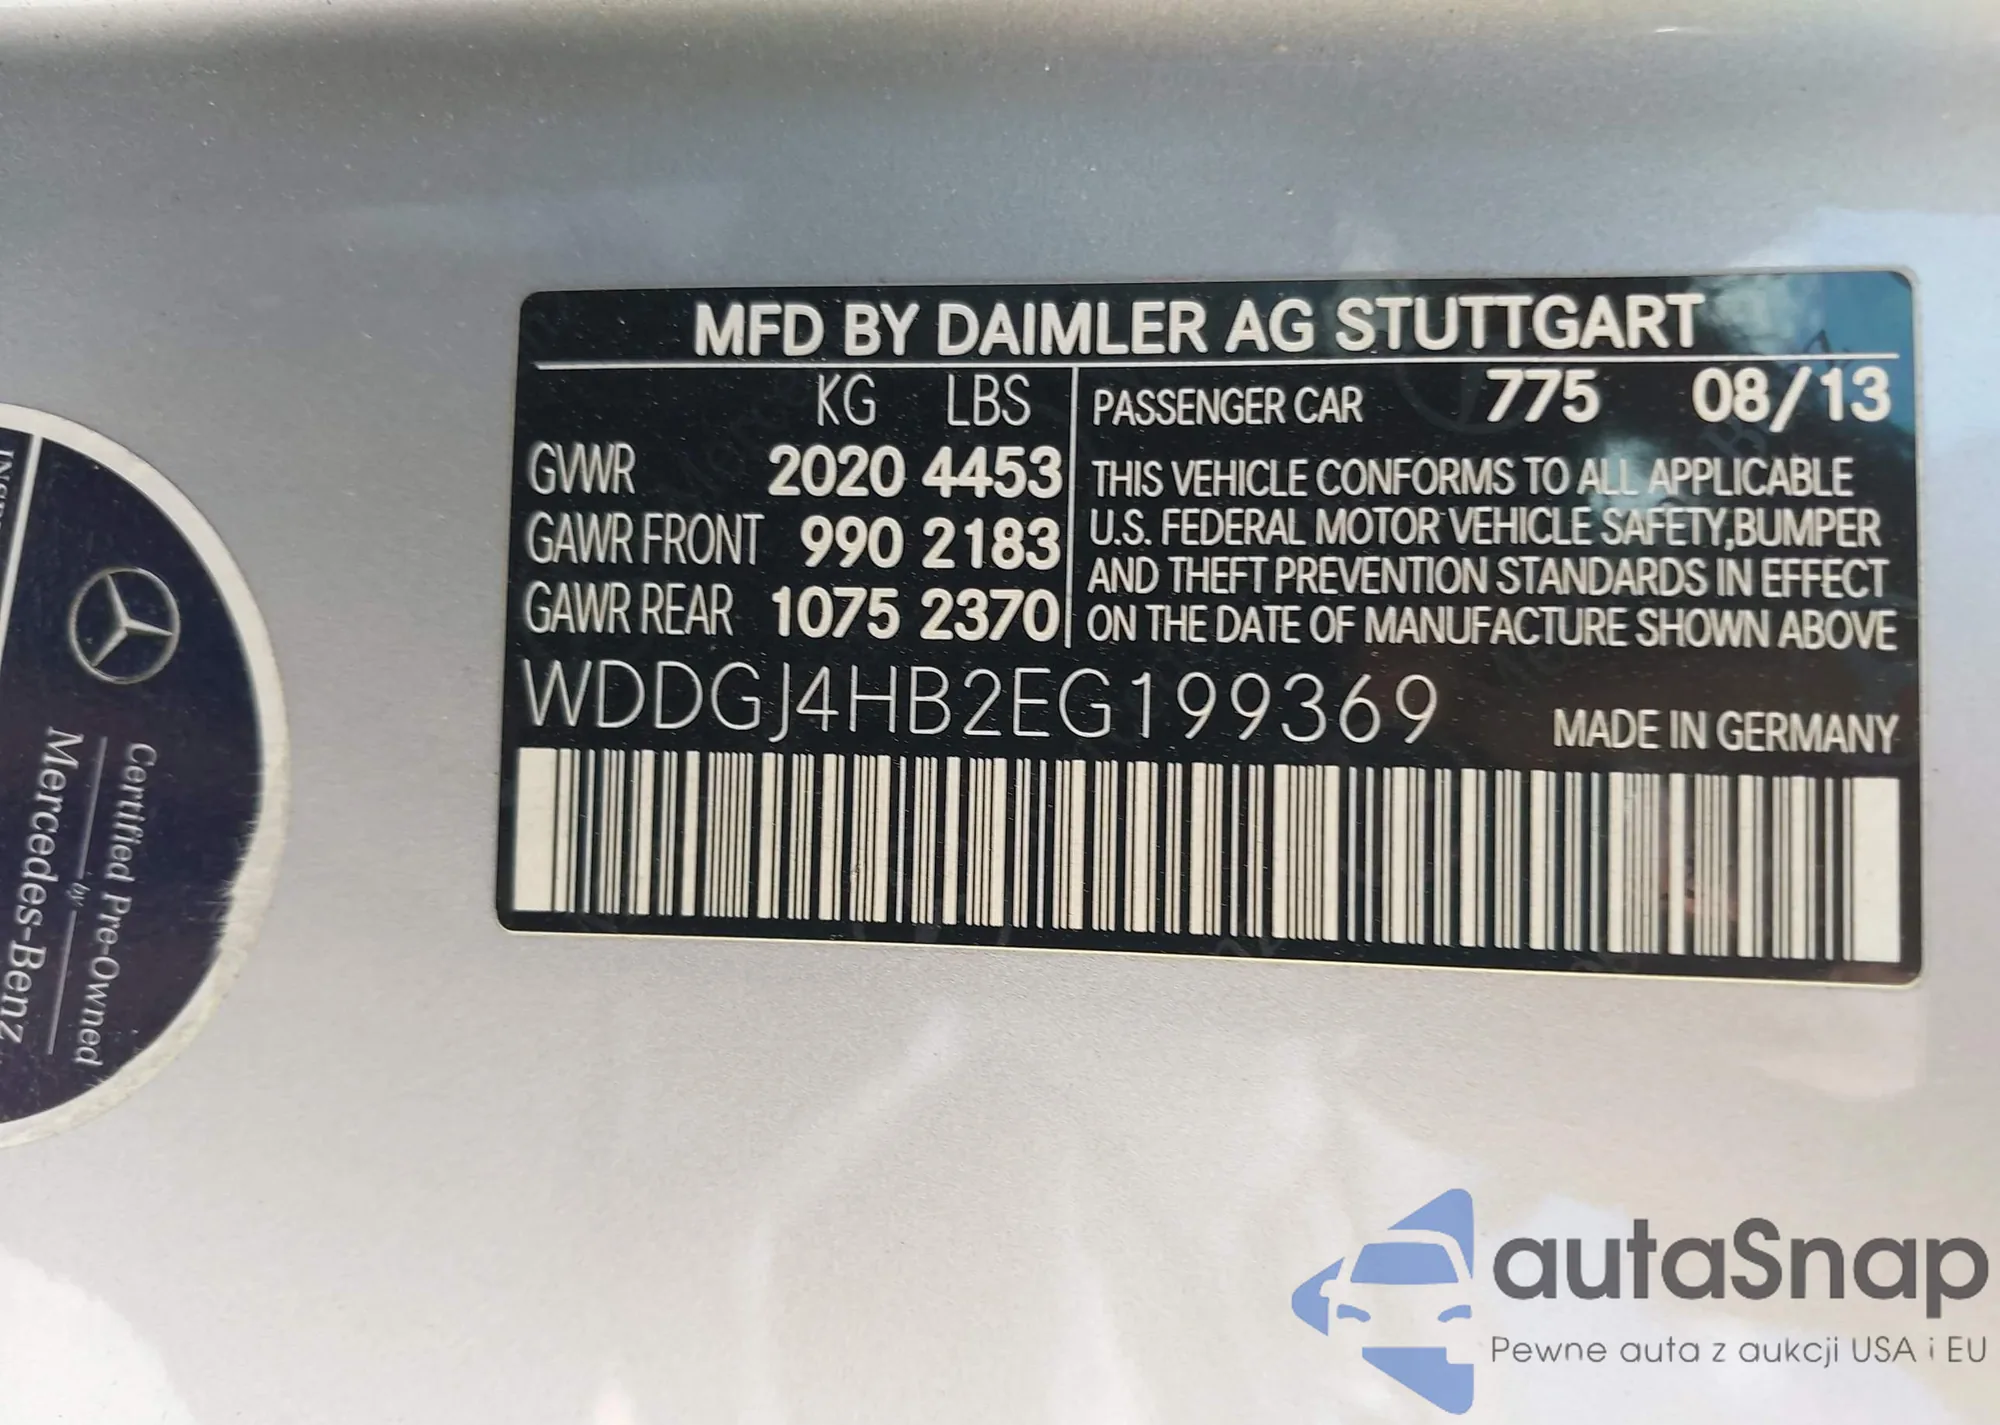 MFD BY DAIMLER AG STUTTGART
KG LBS
GVWR 2020 4453
GAWR FRONT 990 2183
GAWR REAR 1075 2370
PASSENGER CAR 775 08/13
THIS VEHICLE CONFORMS TO ALL APPLICABLE
U.S. FEDERAL MOTOR VEHICLE SAFETY,BUMPER
AND THEFT PREVENTION STANDARDS IN EFFECT
ON THE DATE OF MANUFACTURE SHOWN ABOVE
WDDGJ4HB2EG199369
MADE IN GERMANY
Certified Pre-Owned
by
Mercedes-Benz
autaSnap
Pewne auta z aukcji USA i EU